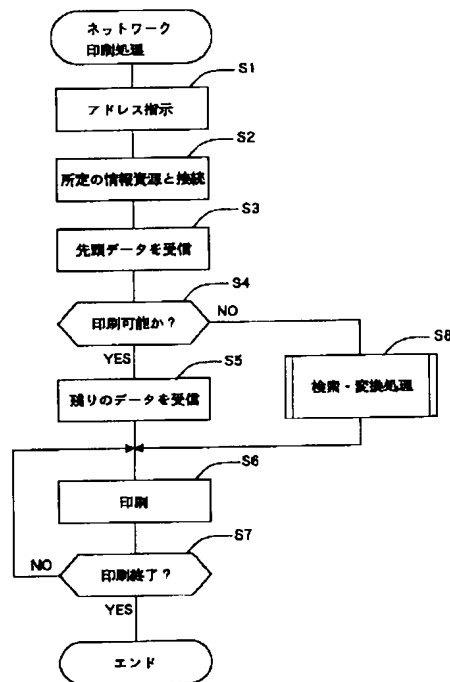 ネットワーク
印刷処理
S1
アドレス指示
S2
所定の情報資源と接続
S3
先頭データを受信
S4
印刷可能か?
NO
YES
S5
残りのデータを受信
S8
検索・変換処理
S6
印刷
S7
印刷終了?
NO
YES
エンド